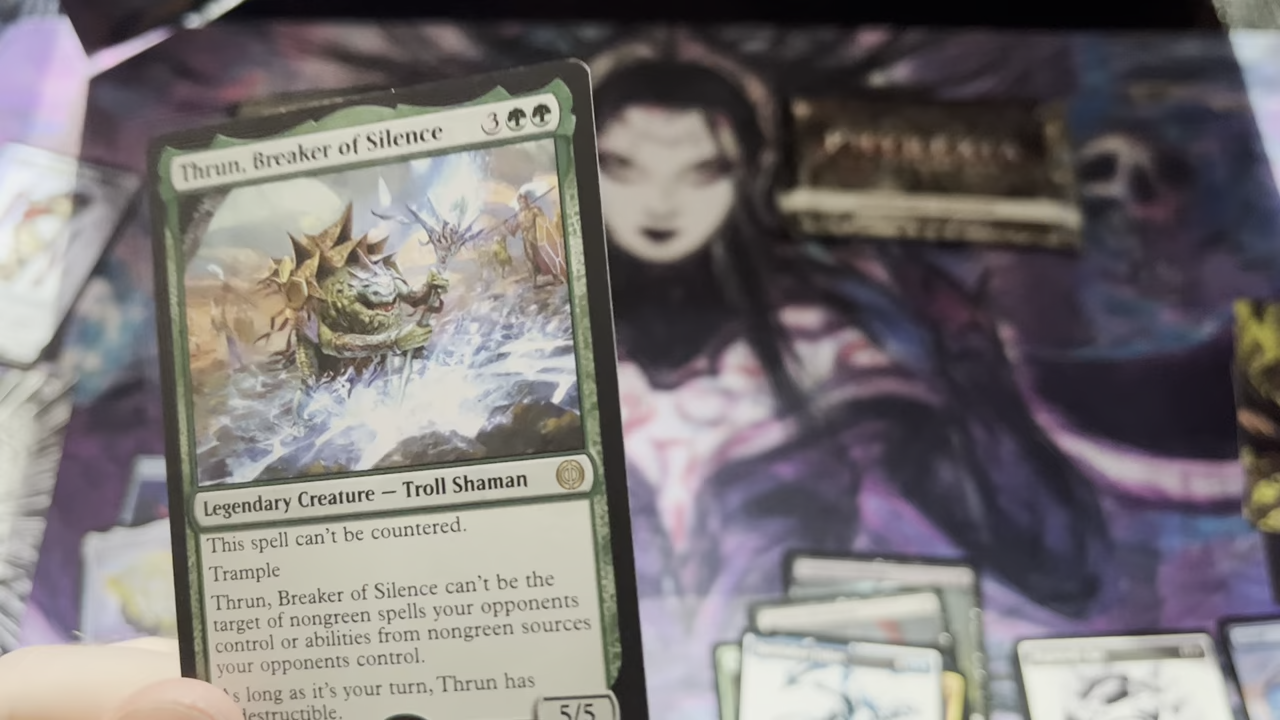 Thrun, Breaker of Silence 3
Legendary Creature — Troll Shaman
This spell can't be countered.
Trample
Thrun, Breaker of Silence can't be the
target of nongreen spells your opponents
control or abilities from nongreen sources
your opponents control.
s long as it's your turn, Thrun has
destructible.
5/5